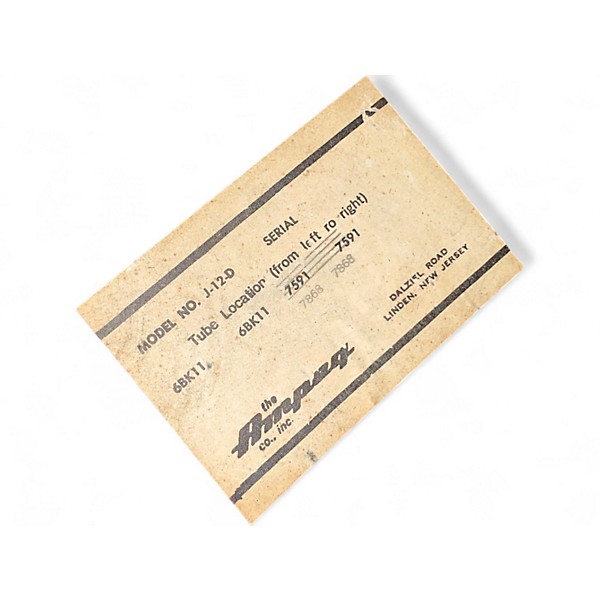 MODEL NO. J-12-D SERIAL
Tube Location (from left ro right)
6BK11 6BK11 7591 7591
7868 7868
the
Ampeg
co., inc.
DALZIEL ROAD
LINDEN, NEW JERSEY